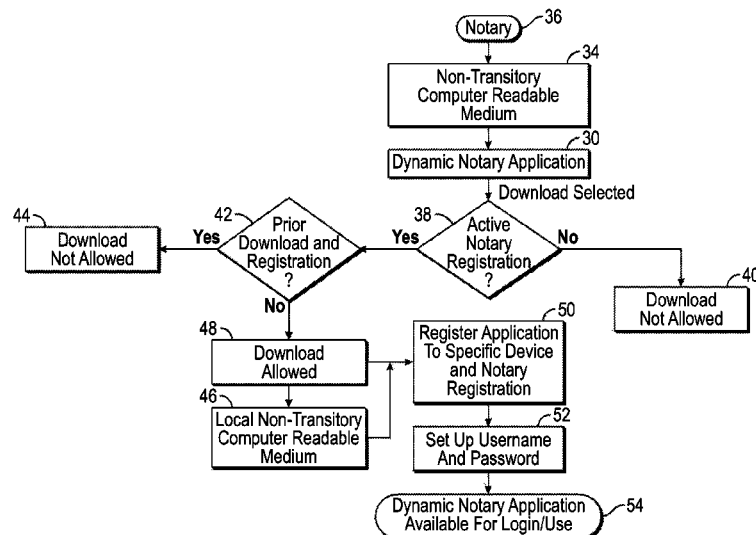 Notary
36
34
Non-Transitory
Computer Readable
Medium
30
Dynamic Notary Application
Download Selected
44
Download
Not Allowed
Yes
42
Prior
Download and
Registration
?
Yes
38
Active
Notary
Registration
?
No
40
Download
Not Allowed
No
48
Download
Allowed
50
Register Application
To Specific Device
and Notary
Registration
46
Local Non-Transitory
Computer Readable
Medium
52
Set Up Username
And Password
Dynamic Notary Application
Available For Login/Use
54